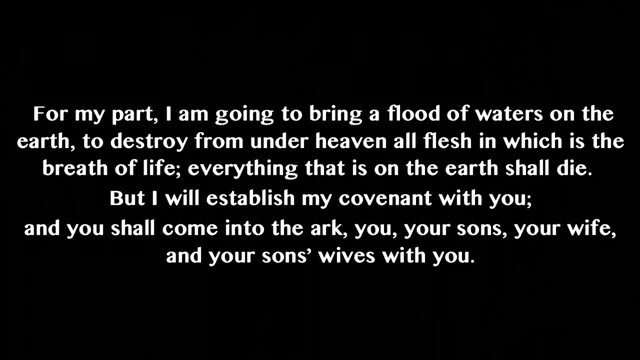 For my part, I am going to bring a flood of waters on the
earth, to destroy from under heaven all flesh in which is the
breath of life; everything that is on the earth shall die.
But I will establish my covenant with you;
and you shall come into the ark, you, your sons, your wife,
and your sons’ wives with you.